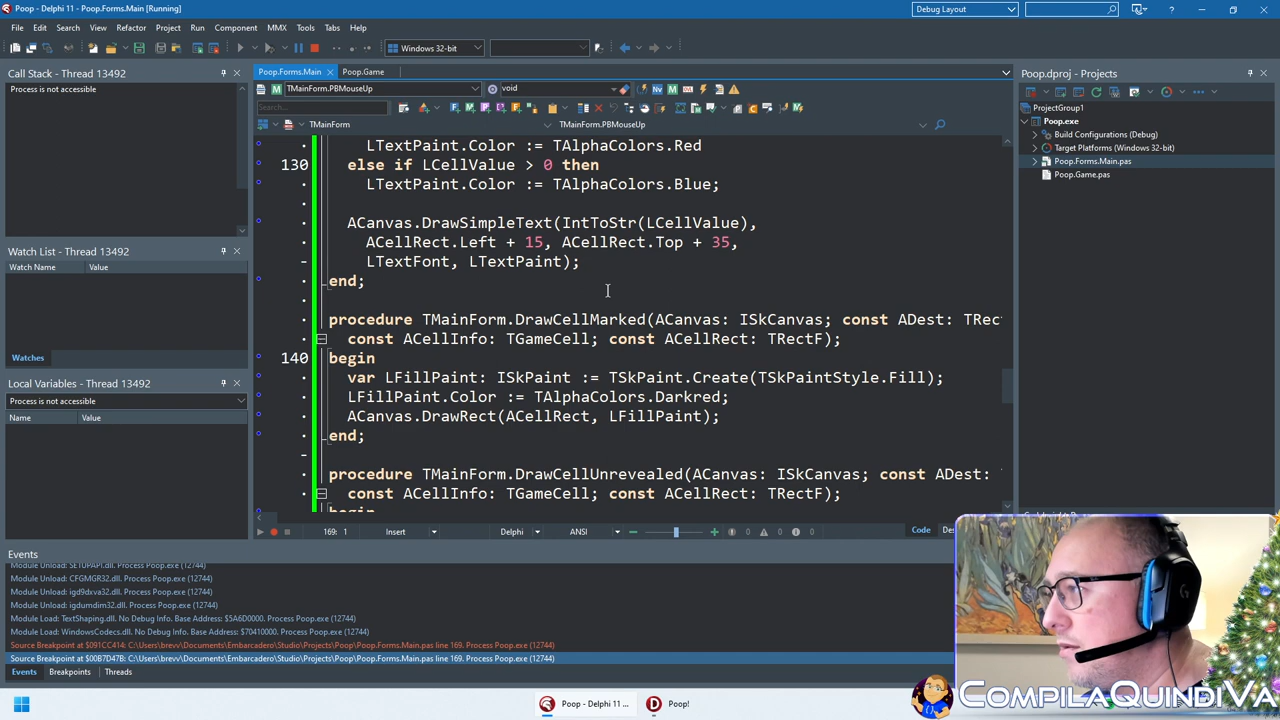 Poop - Delphi 11 - Poop.Forms.Main [Running]
Debug Layout
File Edit Search View Refactor Project Run Component MMX Tools Tabs Help
Windows 32-bit
Call Stack - Thread 13492
Process is not accessible
Watch List - Thread 13492
Watch Name Value
Watches
Local Variables - Thread 13492
Process is not accessible
Name Value
Poop.Forms.Main Poop.Game
TMainForm.PBMouseUp void
Search...
TMainForm TMainForm.PBMouseUp
LTextPaint.Color := TAlphaColors.Red
130 else if LCellValue > 0 then
LTextPaint.Color := TAlphaColors.Blue;
ACanvas.DrawSimpleText(IntToStr(LCellValue),
ACellRect.Left + 15, ACellRect.Top + 35,
LTextFont, LTextPaint);
end;
procedure TMainForm.DrawCellMarked(ACanvas: ISkCanvas; const ADest: TRec
const ACellInfo: TGameCell; const ACellRect: TRectF);
140 begin
var LFillPaint: ISkPaint := TSkPaint.Create(TSkPaintStyle.Fill);
LFillPaint.Color := TAlphaColors.Darkred;
ACanvas.DrawRect(ACellRect, LFillPaint);
end;
procedure TMainForm.DrawCellUnrevealed(ACanvas: ISkCanvas; const ADest:
const ACellInfo: TGameCell; const ACellRect: TRectF);
begin
169: 1 Insert Delphi ANSI 0 0 0 Code
Poop.dproj - Projects
ProjectGroup1
Poop.exe
Build Configurations (Debug)
Target Platforms (Windows 32-bit)
Poop.Forms.Main.pas
Poop.Game.pas
Events
Module Unload: SETUPAPI.dll. Process Poop.exe (12744)
Module Unload: CFGMGR32.dll. Process Poop.exe (12744)
Module Unload: igd9dxva32.dll. Process Poop.exe (12744)
Module Unload: igdumdim32.dll. Process Poop.exe (12744)
Module Load: TextShaping.dll. No Debug Info. Base Address: $5A6D0000. Process Poop.exe (12744)
Module Load: WindowsCodecs.dll. No Debug Info. Base Address: $70410000. Process Poop.exe (12744)
Source Breakpoint at $091CC414: C:\Users\brevv\Documents\Embarcadero\Studio\Projects\Poop\Poop.Forms.Main.pas line 169. Process Poop.exe (12744)
Source Breakpoint at $00B7D47B: C:\Users\brevv\Documents\Embarcadero\Studio\Projects\Poop\Poop.Forms.Main.pas line 169. Process Poop.exe (12744)
Events Breakpoints Threads
Poop - Delphi 11 ... Poop!
COMPILAQUINDIVA